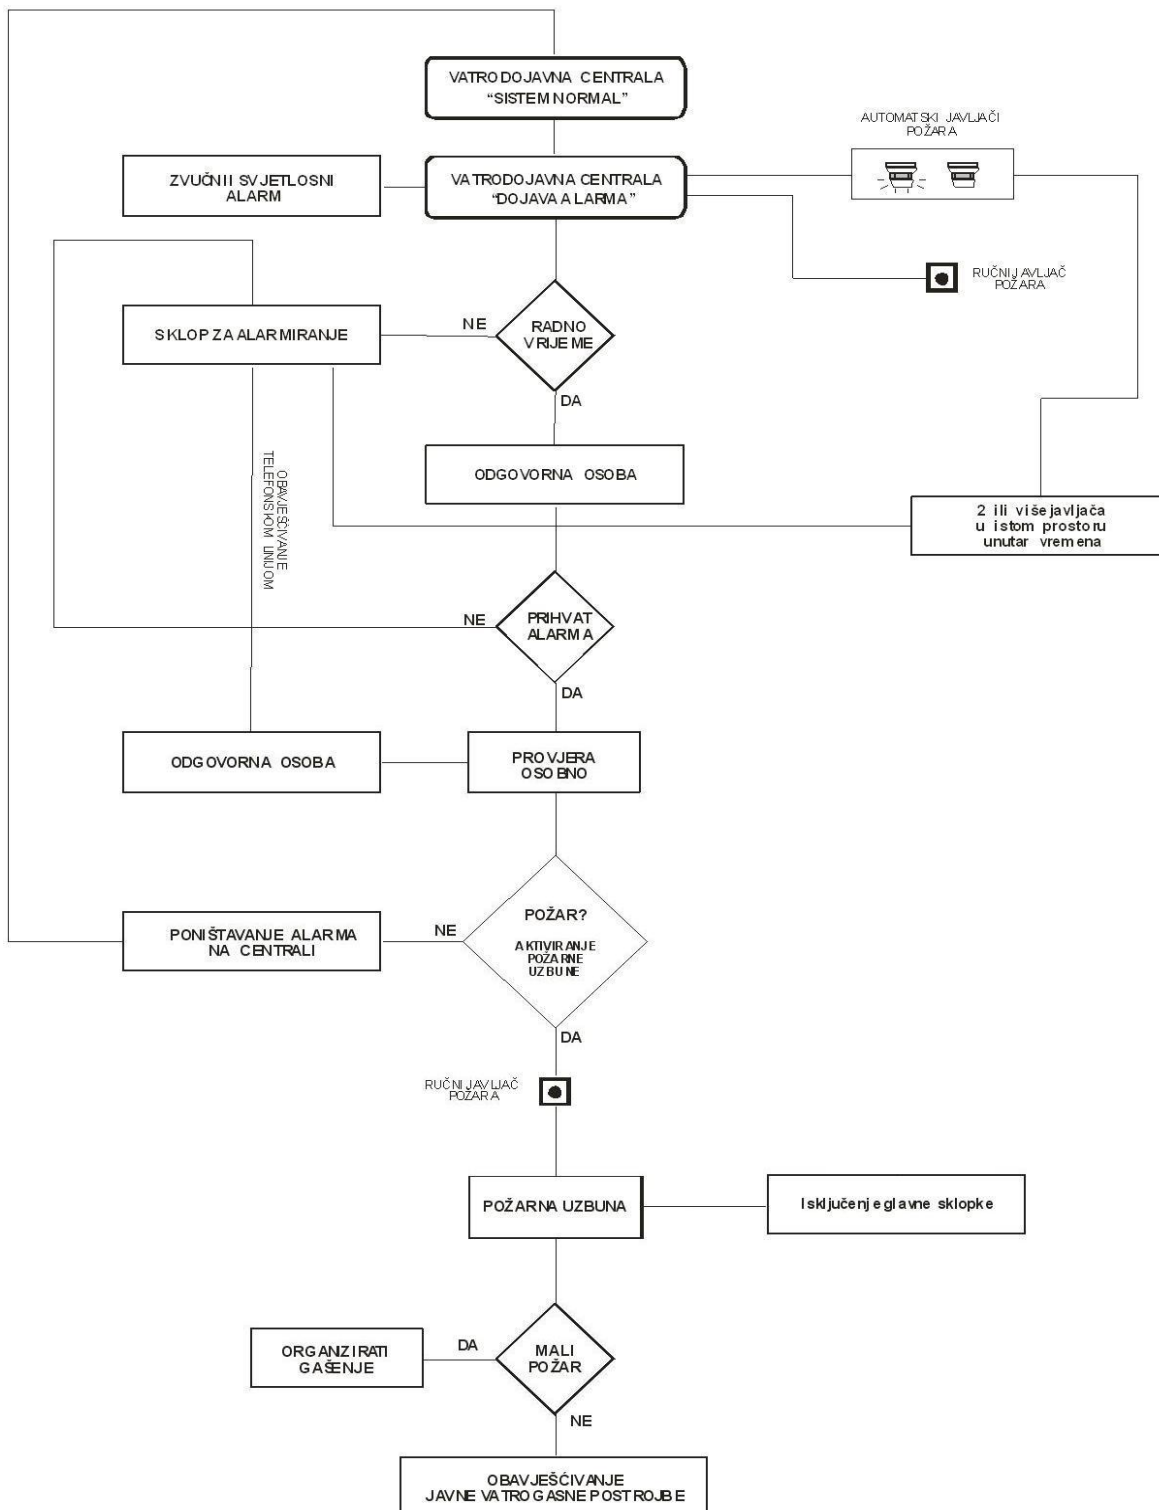 VATRODOJAVNA CENTRALA
"SISTEM NORMAL"
AUTOMATSKI JAVLJAČI
POŽARA
ZVUČNI I SVJETLOSNI
ALARM
VATRODOJAVNA CENTRALA
"DOJAVA ALARMA"
RUČNI JAVLJAČ
POŽARA
SKLOP ZA ALARMIRANJE
NE
RADNO
VRIJEME
DA
ODGOVORNA OSOBA
OBAVJEŠĆIVANJE
TELEFONSKOM LINIJOM
2 ili više javljača
u istom prostoru
unutar vremena
NE
PRIHVAT
ALARMA
DA
ODGOVORNA OSOBA
PROVJERA
OSOBNO
PONIŠTAVANJE ALARMA
NA CENTRALI
NE
POŽAR?
AKTIVIRANJE
POŽARNE
UZBUNE
DA
RUČNI JAVLJAČ
POŽARA
POŽARNA UZBUNA
Isključenje glavne sklopke
ORGANIZIRATI
GAŠENJE
DA
MALI
POŽAR
NE
OBAVJEŠĆIVANJE
JAVNE VATROGASNE POSTROJBE